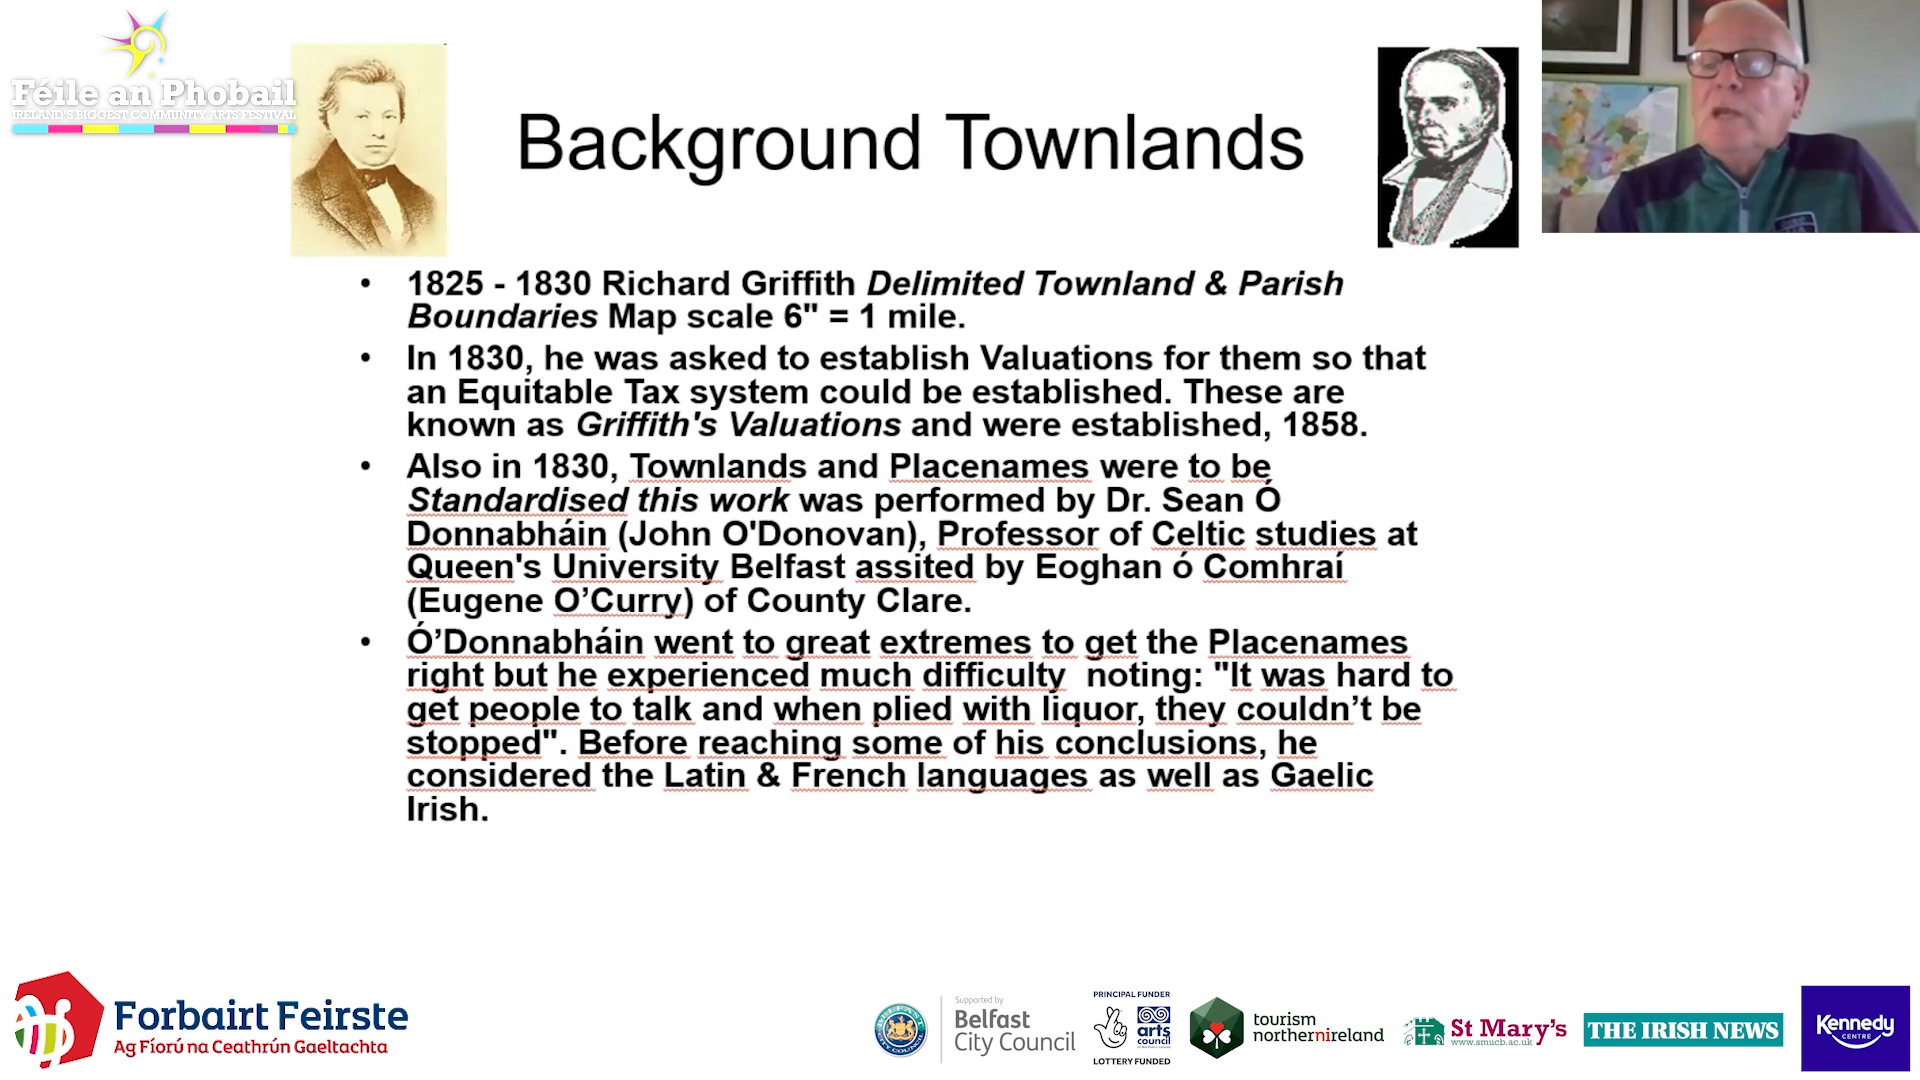 Féile an Phobail
IRELAND'S BIGGEST COMMUNITY ARTS FESTIVAL
Background Townlands
• 1825 - 1830 Richard Griffith Delimited Townland & Parish
Boundaries Map scale 6" = 1 mile.
• In 1830, he was asked to establish Valuations for them so that
an Equitable Tax system could be established. These are
known as Griffith's Valuations and were established, 1858.
• Also in 1830, Townlands and Placenames were to be
Standardised this work was performed by Dr. Sean Ó
Donnabháin (John O'Donovan), Professor of Celtic studies at
Queen's University Belfast assited by Eoghan ó Comhraí
(Eugene O’Curry) of County Clare.
• Ó’Donnabháin went to great extremes to get the Placenames
right but he experienced much difficulty noting: "It was hard to
get people to talk and when plied with liquor, they couldn’t be
stopped". Before reaching some of his conclusions, he
considered the Latin & French languages as well as Gaelic
Irish.
Forbairt Feirste
Ag Fíorú na Ceathrún Gaeltachta
BELFAST CITY COUNCIL
Supported by
Belfast
City Council
PRINCIPAL FUNDER
arts
council
LOTTERY FUNDED
tourism
northernireland
St Mary's
www.smucb.ac.uk
THE IRISH NEWS
Kennedy
CENTRE